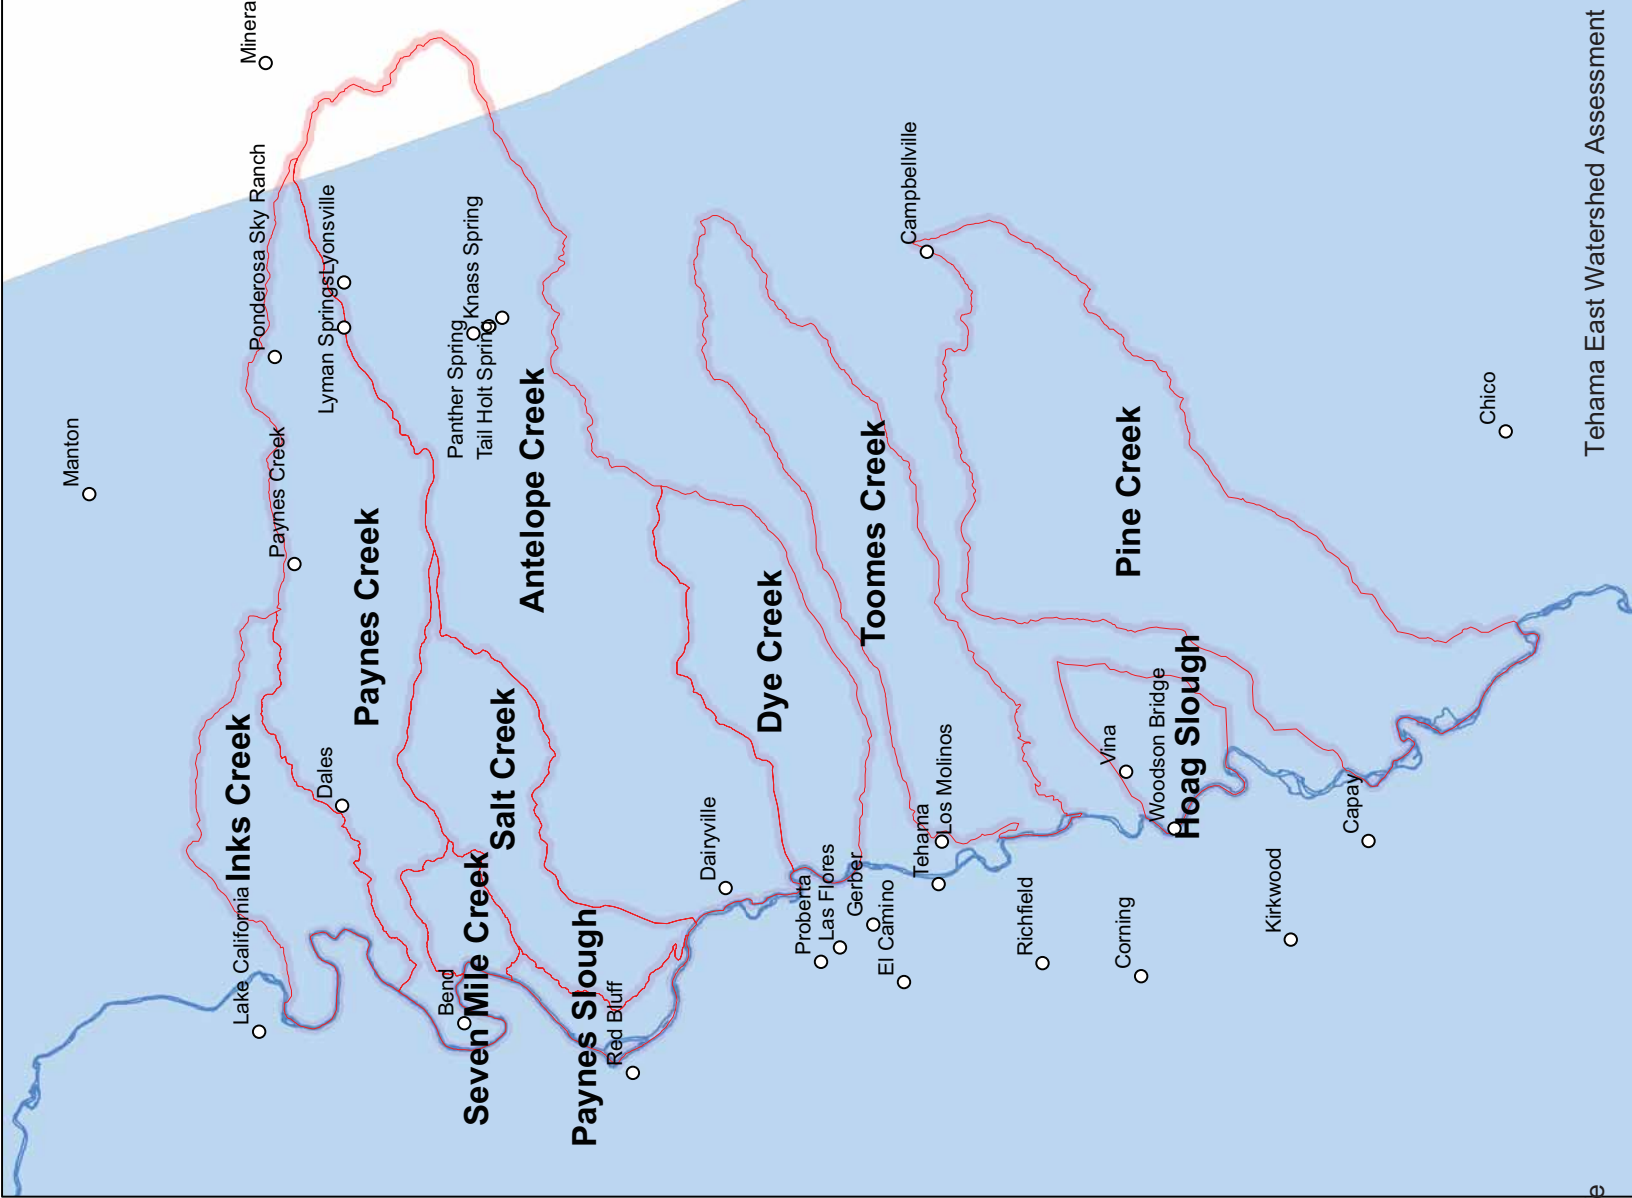 Minera
Manton
Ponderosa Sky Ranch
Lyonsville
Lyman Springs
Knass Spring
Panther Spring
Tail Holt Spring
Paynes Creek
Campbellville
Chico
Inks Creek
Paynes Creek
Antelope Creek
Salt Creek
Seven Mile Creek
Paynes Slough
Dye Creek
Toomes Creek
Pine Creek
Hoag Slough
Dales
Lake California
Bend
Red Bluff
Dairyville
Proberta
Las Flores
Gerber
El Camino
Tehama
Los Molinos
Richfield
Corning
Vina
Woodson Bridge
Kirkwood
Capay
Tehama East Watershed Assessment
e